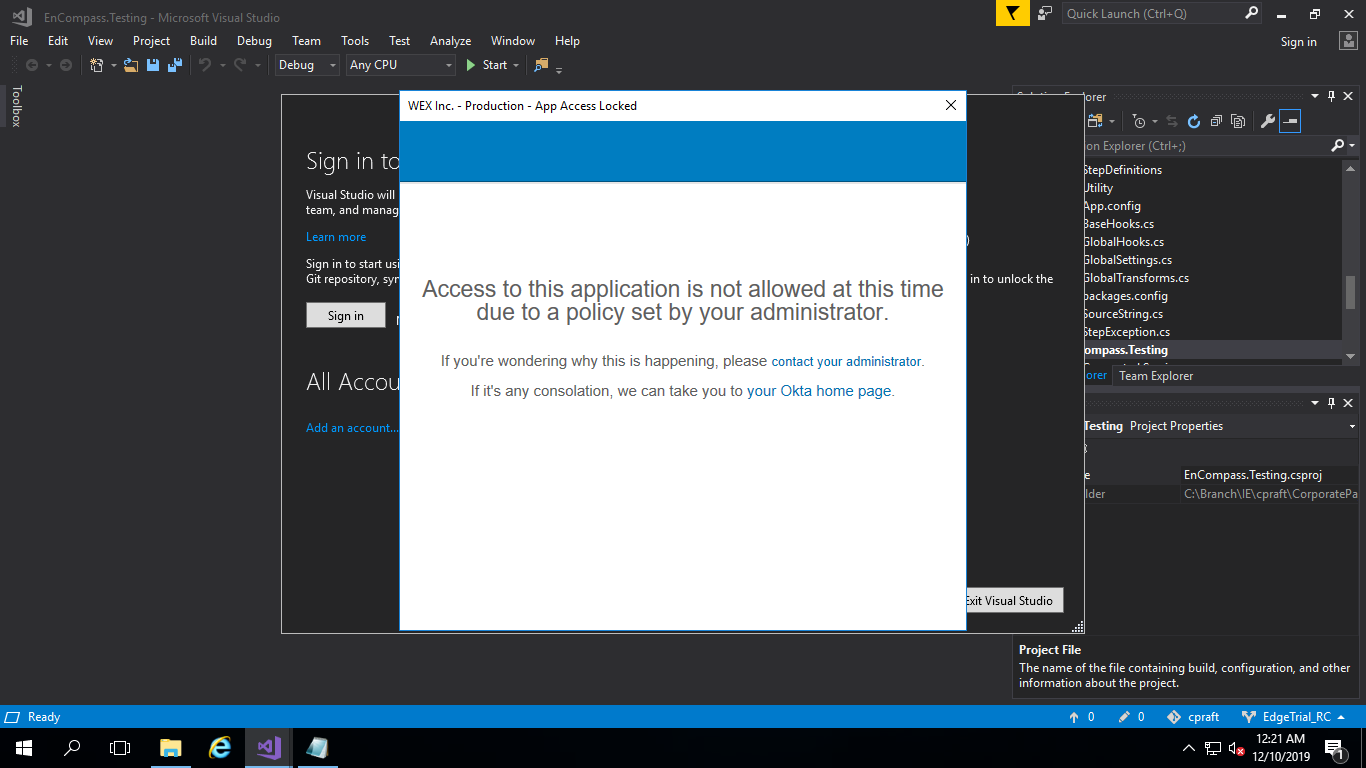 EnCompass.Testing - Microsoft Visual Studio
Quick Launch (Ctrl+Q)
File Edit View Project Build Debug Team Tools Test Analyze Window Help
Sign in
Debug Any CPU Start
Toolbox
WEX Inc. - Production - App Access Locked
Access to this application is not allowed at this time
due to a policy set by your administrator.
If you're wondering why this is happening, please contact your administrator.
If it's any consolation, we can take you to your Okta home page.
Sign in to
Visual Studio will
team, and manag
Learn more
)
Sign in to start usi
Git repository, syn
in to unlock the
Sign in
All Accou
Add an account...
Exit Visual Studio
orer
on Explorer (Ctrl+;)
StepDefinitions
Utility
App.config
BaseHooks.cs
GlobalHooks.cs
GlobalSettings.cs
GlobalTransforms.cs
packages.config
SourceString.cs
StepException.cs
ompass.Testing
orer Team Explorer
Testing Project Properties
e EnCompass.Testing.csproj
lder C:\Branch\IE\cpraft\CorporatePa
Project File
The name of the file containing build, configuration, and other
information about the project.
Ready
0 0 cpraft EdgeTrial_RC
12:21 AM
12/10/2019
1